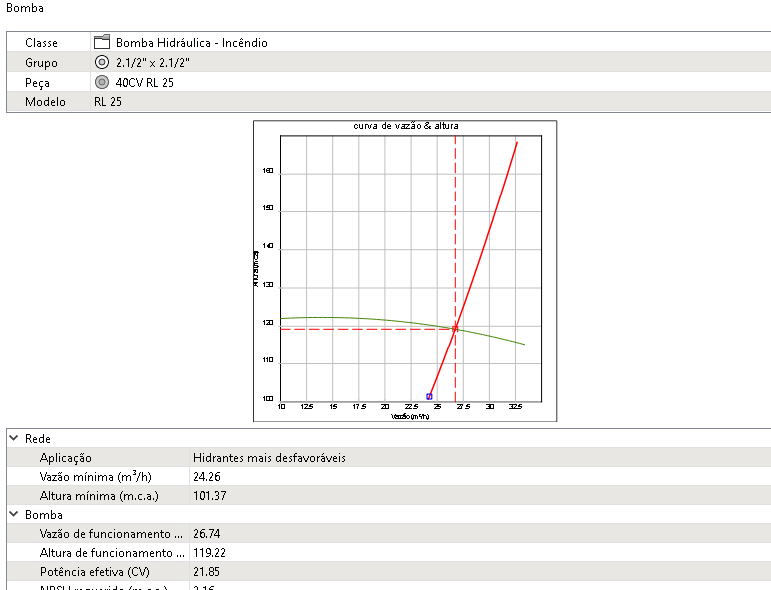 Bomba
Classe Bomba Hidráulica - Incêndio
Grupo 2.1/2" x 2.1/2"
Peça 40CV RL 25
Modelo RL 25
curva de vazão & altura
160
150
140
130
120
110
100
10 12.5 15 17.5 20 22.5 25 27.5 30 32.5
Vazão (m³/h)
Rede
Aplicação Hidrantes mais desfavoráveis
Vazão mínima (m³/h) 24.26
Altura mínima (m.c.a.) 101.37
Bomba
Vazão de funcionamento ... 26.74
Altura de funcionamento ... 119.22
Potência efetiva (CV) 21.85